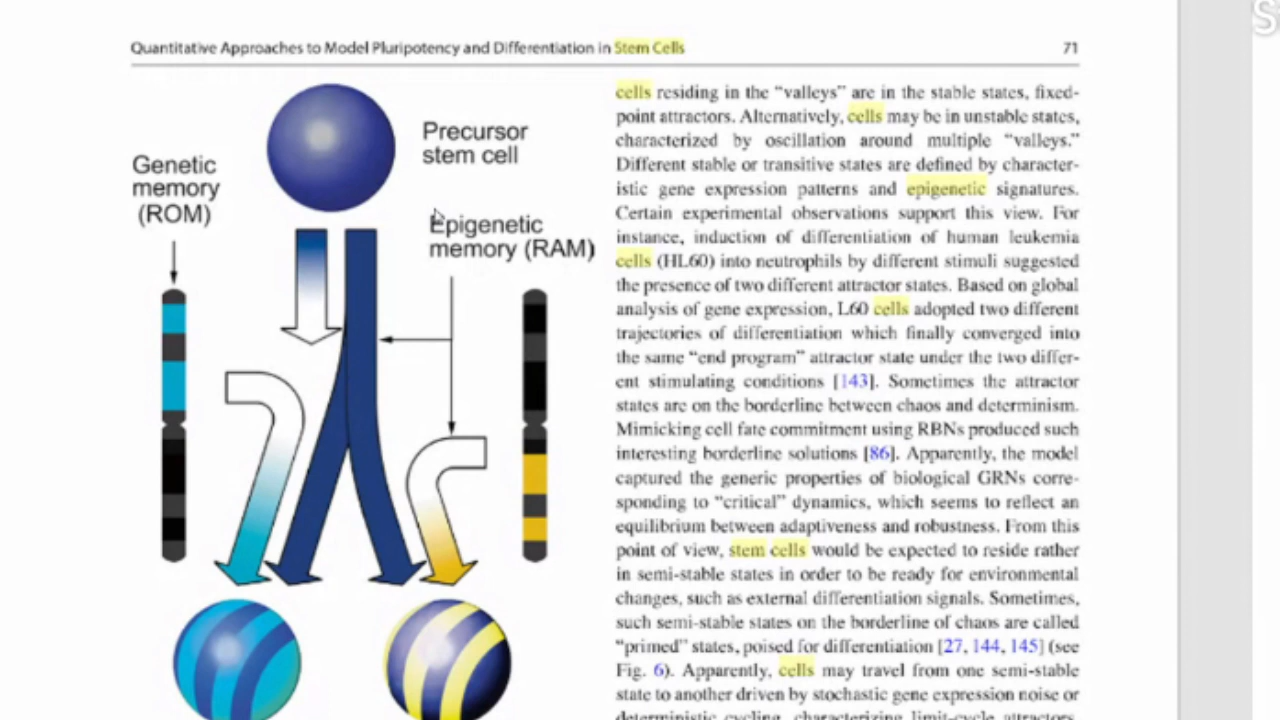 Quantitative Approaches to Model Pluripotency and Differentiation in Stem Cells 71
Precursor
stem cell
Genetic
memory
(ROM)
Epigenetic
memory (RAM)
cells residing in the “valleys” are in the stable states, fixed-
point attractors. Alternatively, cells may be in unstable states,
characterized by oscillation around multiple “valleys.”
Different stable or transitive states are defined by character-
istic gene expression patterns and epigenetic signatures.
Certain experimental observations support this view. For
instance, induction of differentiation of human leukemia
cells (HL60) into neutrophils by different stimuli suggested
the presence of two different attractor states. Based on global
analysis of gene expression, L60 cells adopted two different
trajectories of differentiation which finally converged into
the same “end program” attractor state under the two differ-
ent stimulating conditions [143]. Sometimes the attractor
states are on the borderline between chaos and determinism.
Mimicking cell fate commitment using RBNs produced such
interesting borderline solutions [86]. Apparently, the model
captured the generic properties of biological GRNs corre-
sponding to “critical” dynamics, which seems to reflect an
equilibrium between adaptiveness and robustness. From this
point of view, stem cells would be expected to reside rather
in semi-stable states in order to be ready for environmental
changes, such as external differentiation signals. Sometimes,
such semi-stable states on the borderline of chaos are called
“primed” states, poised for differentiation [27, 144, 145] (see
Fig. 6). Apparently, cells may travel from one semi-stable
state to another driven by stochastic gene expression noise or
deterministic cycling, characterizing limit-cycle attractors.
S